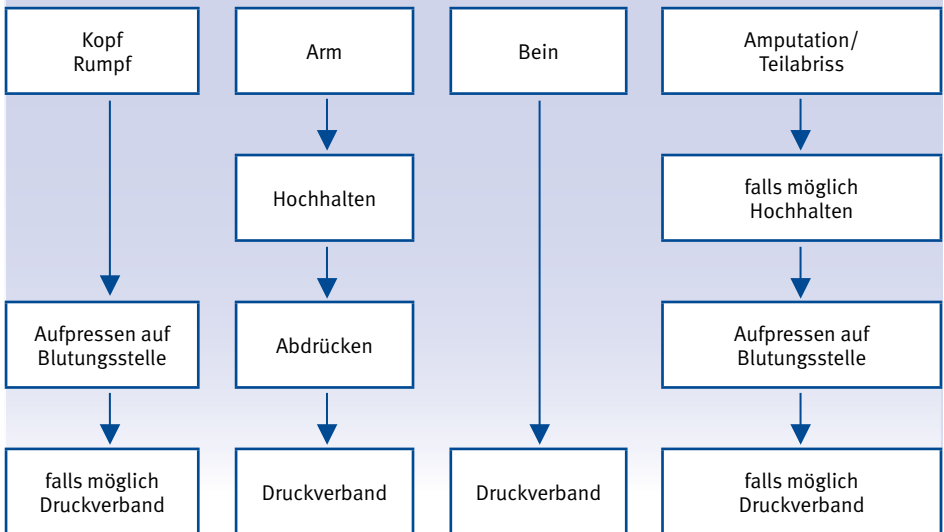 Kopf
Rumpf
Arm
Bein
Amputation/
Teilabriss
Hochhalten
falls möglich
Hochhalten
Aufpressen auf
Blutungsstelle
Abdrücken
Aufpressen auf
Blutungsstelle
falls möglich
Druckverband
Druckverband
Druckverband
falls möglich
Druckverband